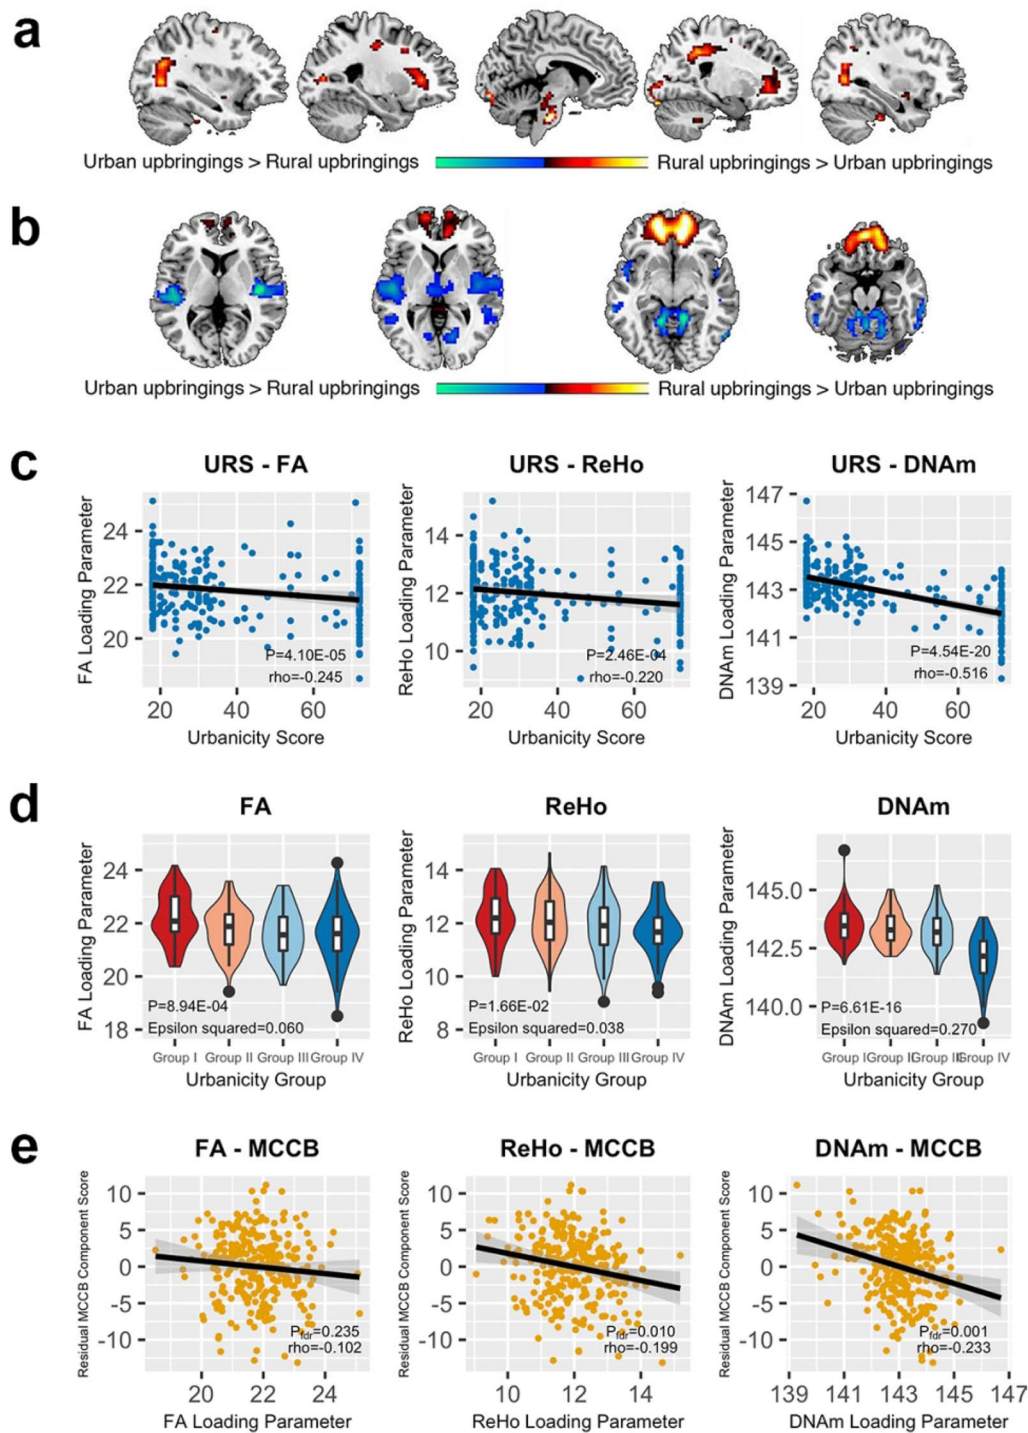 a
Urban upbringings > Rural upbringings
Rural upbringings > Urban upbringings
b
Urban upbringings > Rural upbringings
Rural upbringings > Urban upbringings
c
URS - FA
FA Loading Parameter
24
22
20
P=4.10E-05
rho=-0.245
20 40 60
Urbanicity Score
URS - ReHo
ReHo Loading Parameter
14
12
10
P=2.46E-04
rho=-0.220
20 40 60
Urbanicity Score
URS - DNAm
DNAm Loading Parameter
147
145
143
141
139
P=4.54E-20
rho=-0.516
20 40 60
Urbanicity Score
d
FA
FA Loading Parameter
24
22
20
18
P=8.94E-04
Epsilon squared=0.060
Group I Group II Group III Group IV
Urbanicity Group
ReHo
ReHo Loading Parameter
14
12
10
8
P=1.66E-02
Epsilon squared=0.038
Group I Group II Group III Group IV
Urbanicity Group
DNAm
DNAm Loading Parameter
145.0
142.5
140.0
P=6.61E-16
Epsilon squared=0.270
Group I Group II Group III Group IV
Urbanicity Group
e
FA - MCCB
Residual MCCB Component Score
10
5
0
-5
-10
Pfdr=0.235
rho=-0.102
20 22 24
FA Loading Parameter
ReHo - MCCB
Residual MCCB Component Score
10
5
0
-5
-10
Pfdr=0.010
rho=-0.199
10 12 14
ReHo Loading Parameter
DNAm - MCCB
Residual MCCB Component Score
10
5
0
-5
-10
Pfdr=0.001
rho=-0.233
139 141 143 145 147
DNAm Loading Parameter